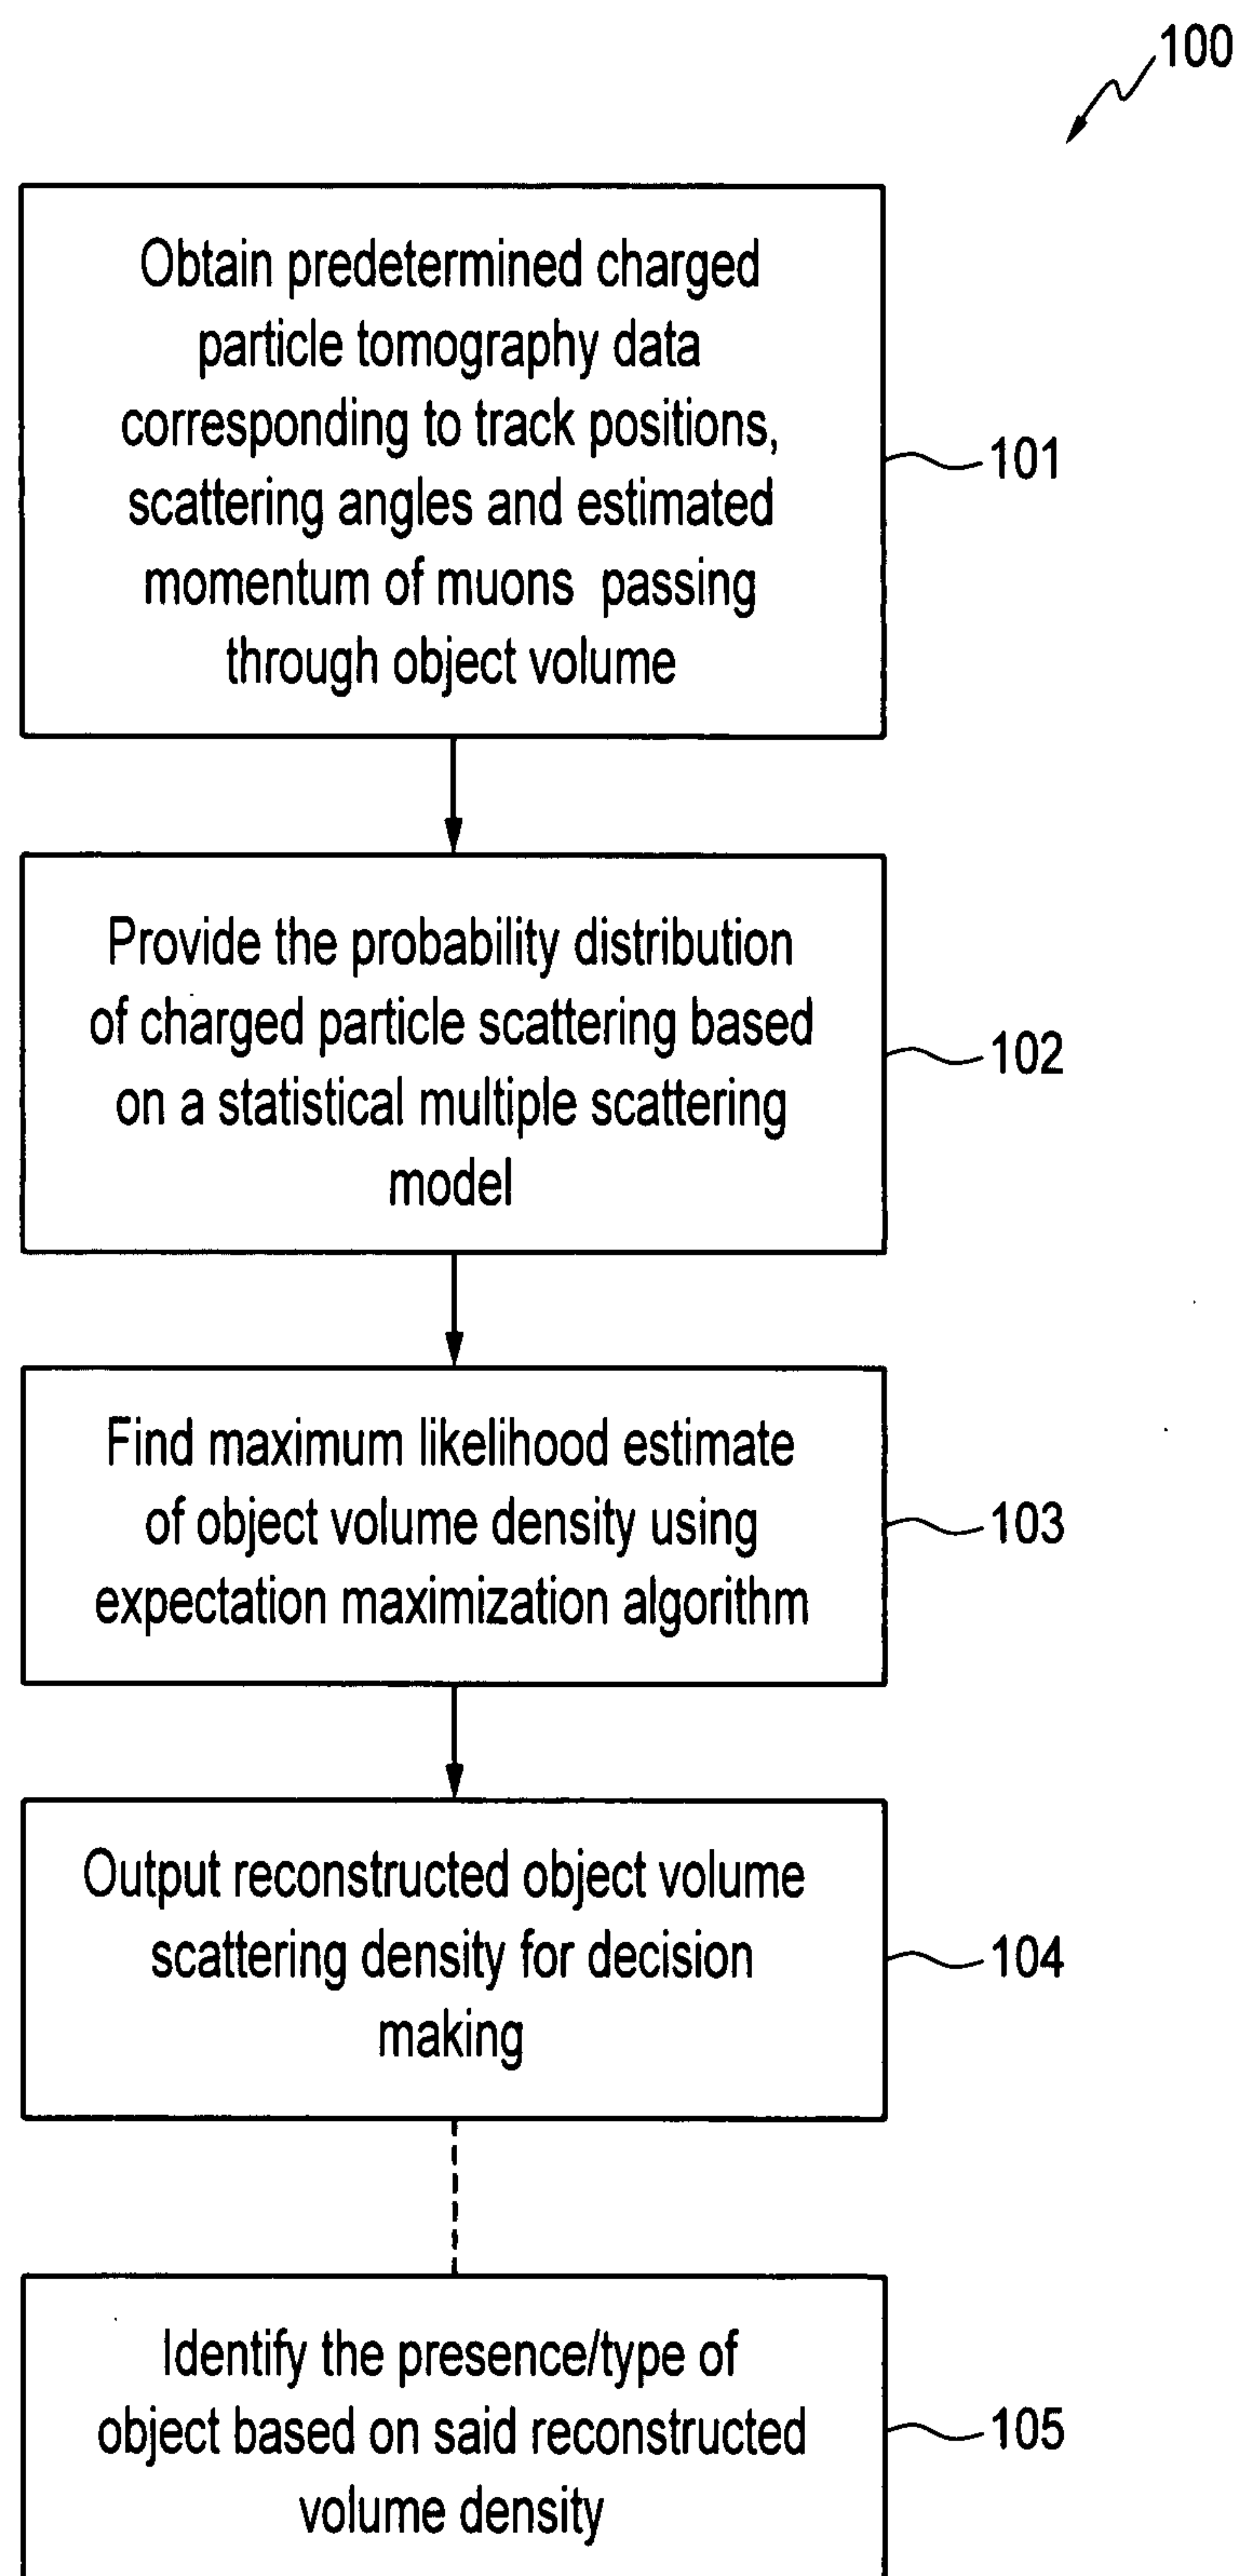 100
Obtain predetermined charged
particle tomography data
corresponding to track positions,
scattering angles and estimated
momentum of muons passing
through object volume
101
Provide the probability distribution
of charged particle scattering based
on a statistical multiple scattering
model
102
Find maximum likelihood estimate
of object volume density using
expectation maximization algorithm
103
Output reconstructed object volume
scattering density for decision
making
104
Identify the presence/type of
object based on said reconstructed
volume density
105